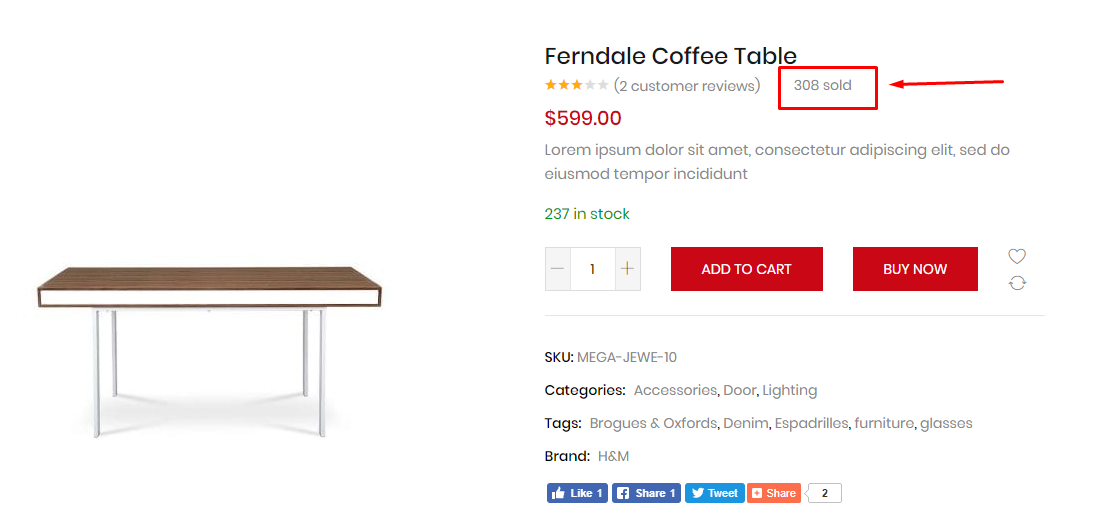 Ferndale Coffee Table
(2 customer reviews) 308 sold
$599.00
Lorem ipsum dolor sit amet, consectetur adipiscing elit, sed do
eiusmod tempor incididunt
237 in stock
1 ADD TO CART BUY NOW
SKU: MEGA-JEWE-10
Categories: Accessories, Door, Lighting
Tags: Brogues & Oxfords, Denim, Espadrilles, furniture, glasses
Brand: H&M
Like 1 Share 1 Tweet Share 2